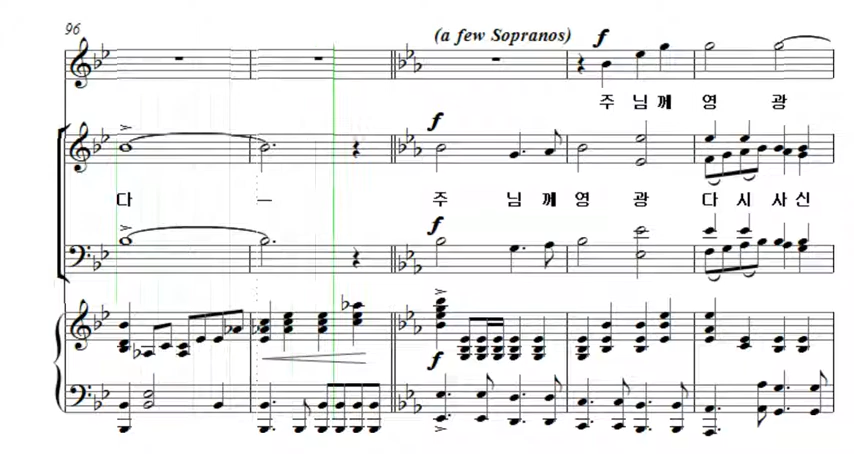 96
(a few Sopranos)
f
주 님 께 영 광
f
다 — 주 님 께 영 광 다 시 사 신
f
f